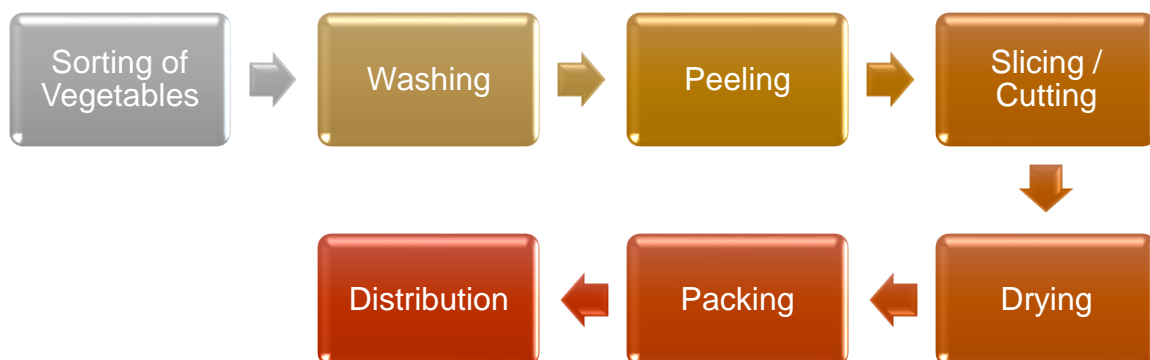 Sorting of
Vegetables
Washing
Peeling
Slicing /
Cutting
Drying
Packing
Distribution